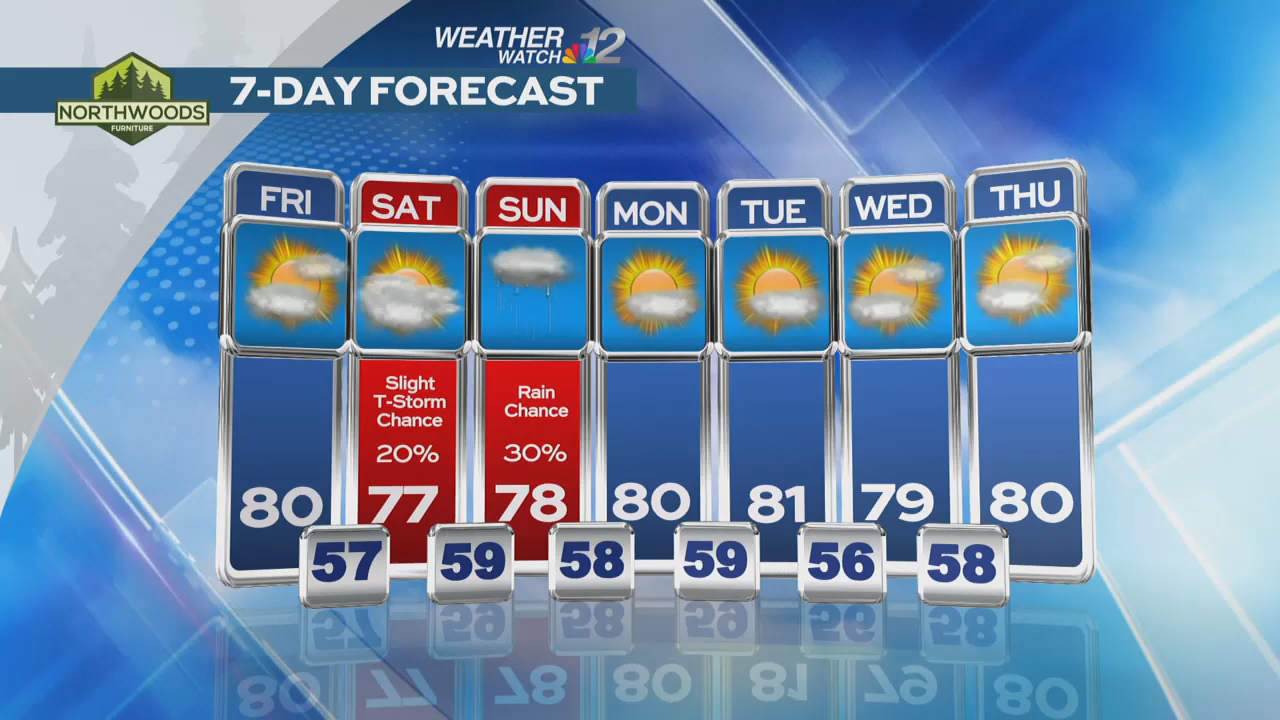 WEATHER
WATCH 12
NORTHWOODS
FURNITURE
7-DAY FORECAST
FRI SAT SUN MON TUE WED THU
Slight
T-Storm
Chance
20%
Rain
Chance
30%
80 77 78 80 81 79 80
57 59 58 59 56 58